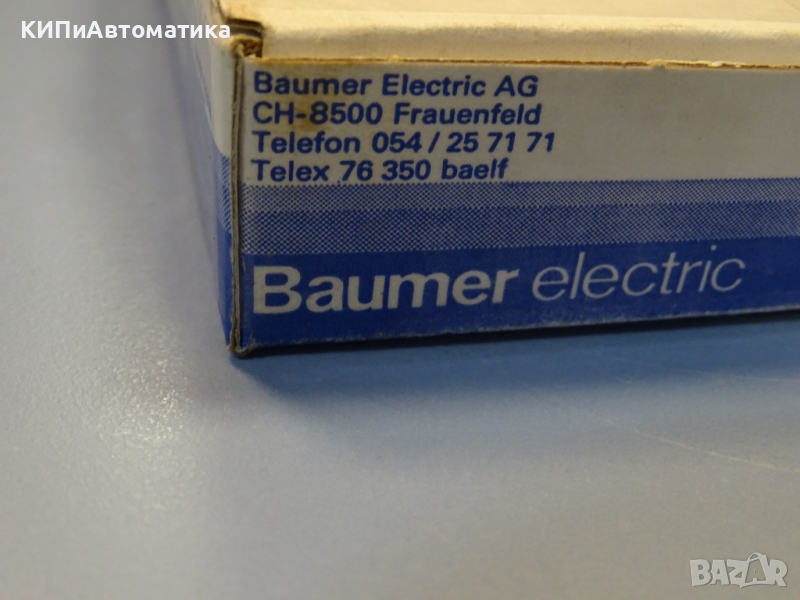 КИПиАвтоматика
Baumer Electric AG
CH-8500 Frauenfeld
Telefon 054 / 25 71 71
Telex 76 350 baelf
Baumer electric
BAZAR